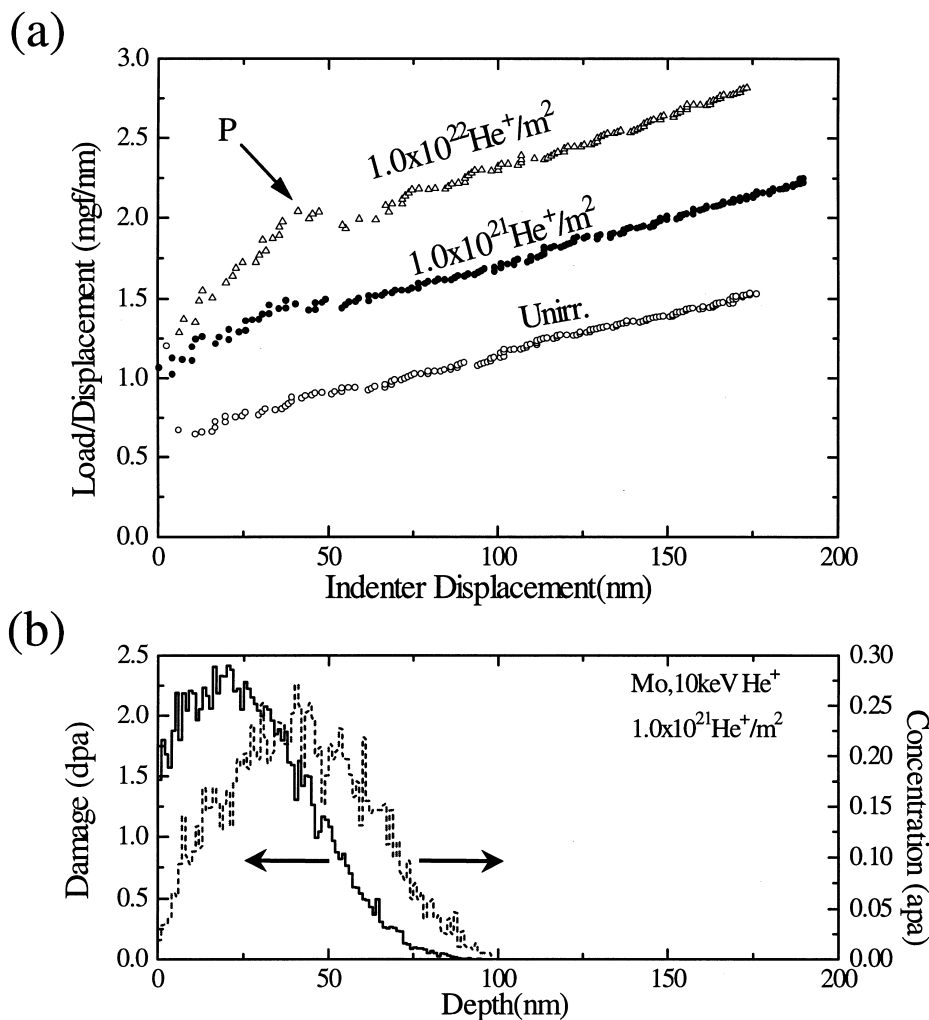 (a)
3.0
2.5
2.0
1.5
1.0
0.5
0.0
Load/Displacement (mgf/nm)
P
1.0x10²²He⁺/m²
1.0x10²¹He⁺/m²
Unirr.
0 50 100 150 200
Indenter Displacement(nm)
(b)
2.5
2.0
1.5
1.0
0.5
0.0
Damage (dpa)
Mo,10keV He⁺
1.0x10²¹He⁺/m²
0.30
0.25
0.20
0.15
0.10
0.05
0.00
Concentration (apa)
0 50 100 150 200
Depth(nm)